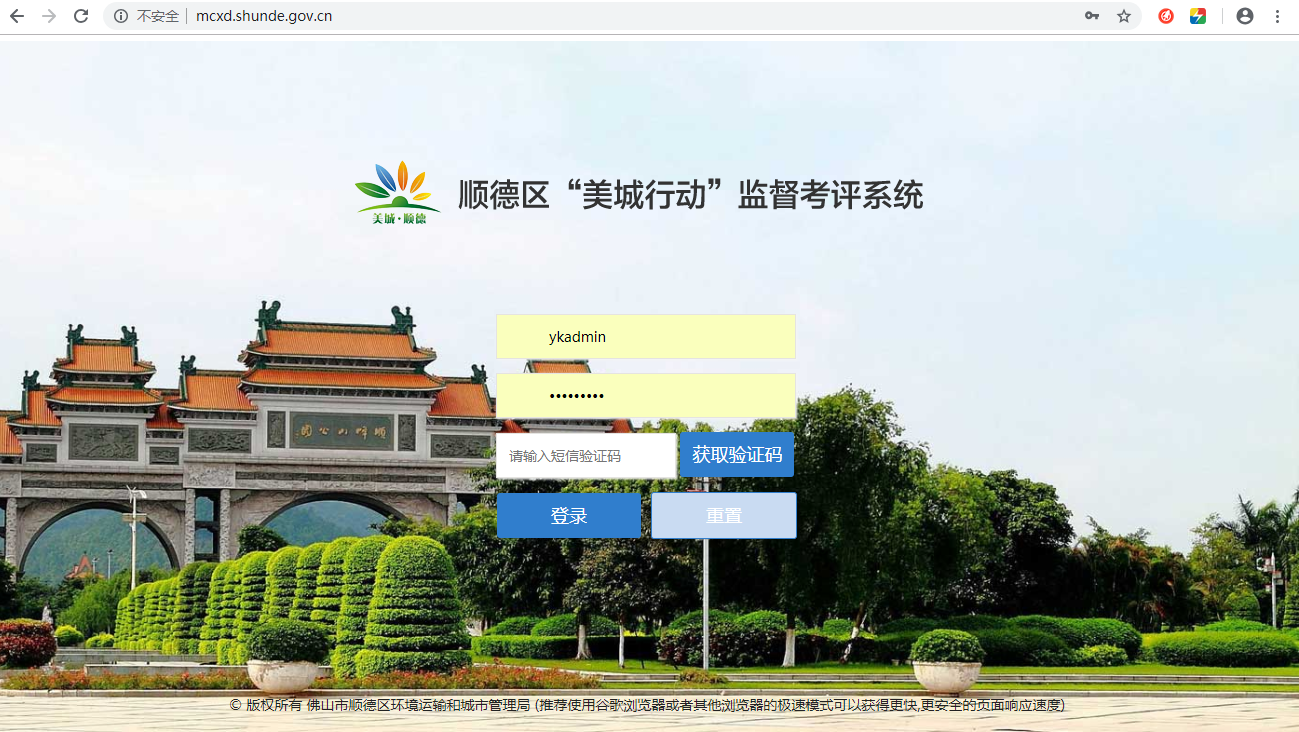 不安全 mcxd.shunde.gov.cn
美城·顺德
顺德区“美城行动”监督考评系统
ykadmin
•••••••••
请输入短信验证码 获取验证码
登录 重置
© 版权所有 佛山市顺德区环境运输和城市管理局 (推荐使用谷歌浏览器或者其他浏览器的极速模式可以获得更快,更安全的页面响应速度)